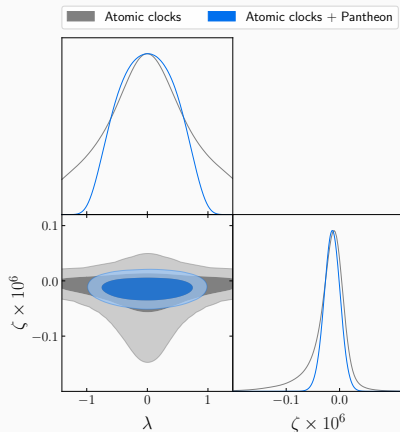 Atomic clocks
Atomic clocks + Pantheon
0.1
0.0
−0.1
ζ × 10⁶
−1
0
1
λ
−0.1
0.0
ζ × 10⁶